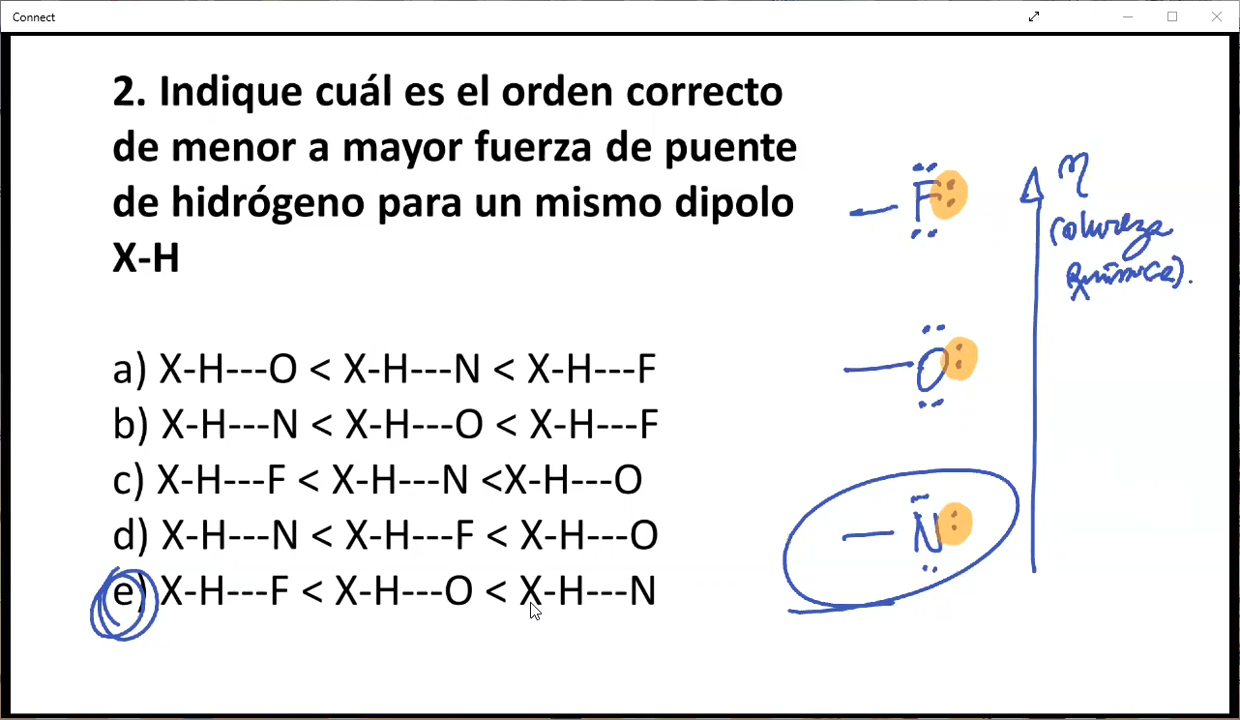 Connect
2. Indique cuál es el orden correcto
de menor a mayor fuerza de puente
de hidrógeno para un mismo dipolo
X-H
a) X-H---O < X-H---N < X-H---F
b) X-H---N < X-H---O < X-H---F
c) X-H---F < X-H---N <X-H---O
d) X-H---N < X-H---F < X-H---O
e) X-H---F < X-H---O < X-H---N
F
O
N
η
química).